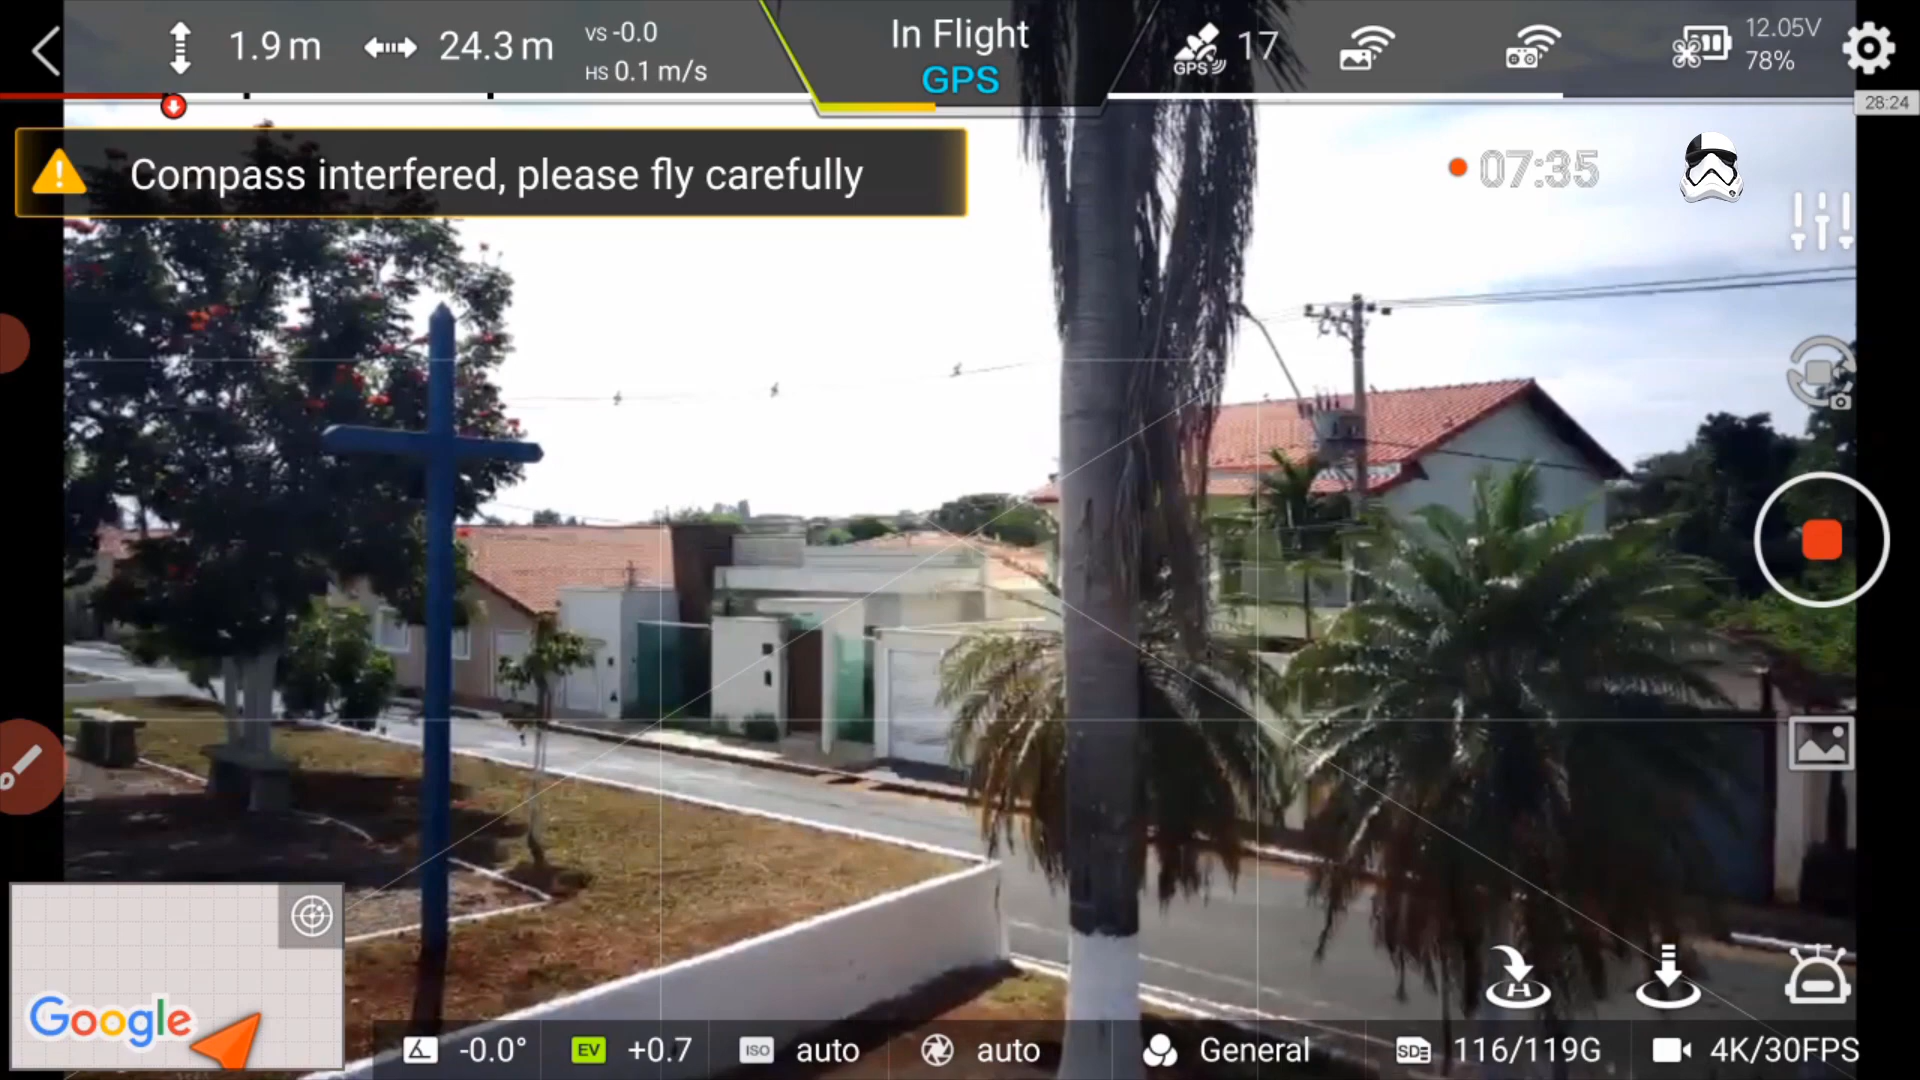 1.9 m
24.3 m
VS -0.0
HS 0.1 m/s
In Flight
GPS
GPS
17
12.05V
78%
28:24
Compass interfered, please fly carefully
07:35
Google
-0.0°
EV
+0.7
ISO
auto
auto
General
SD
116/119G
4K/30FPS